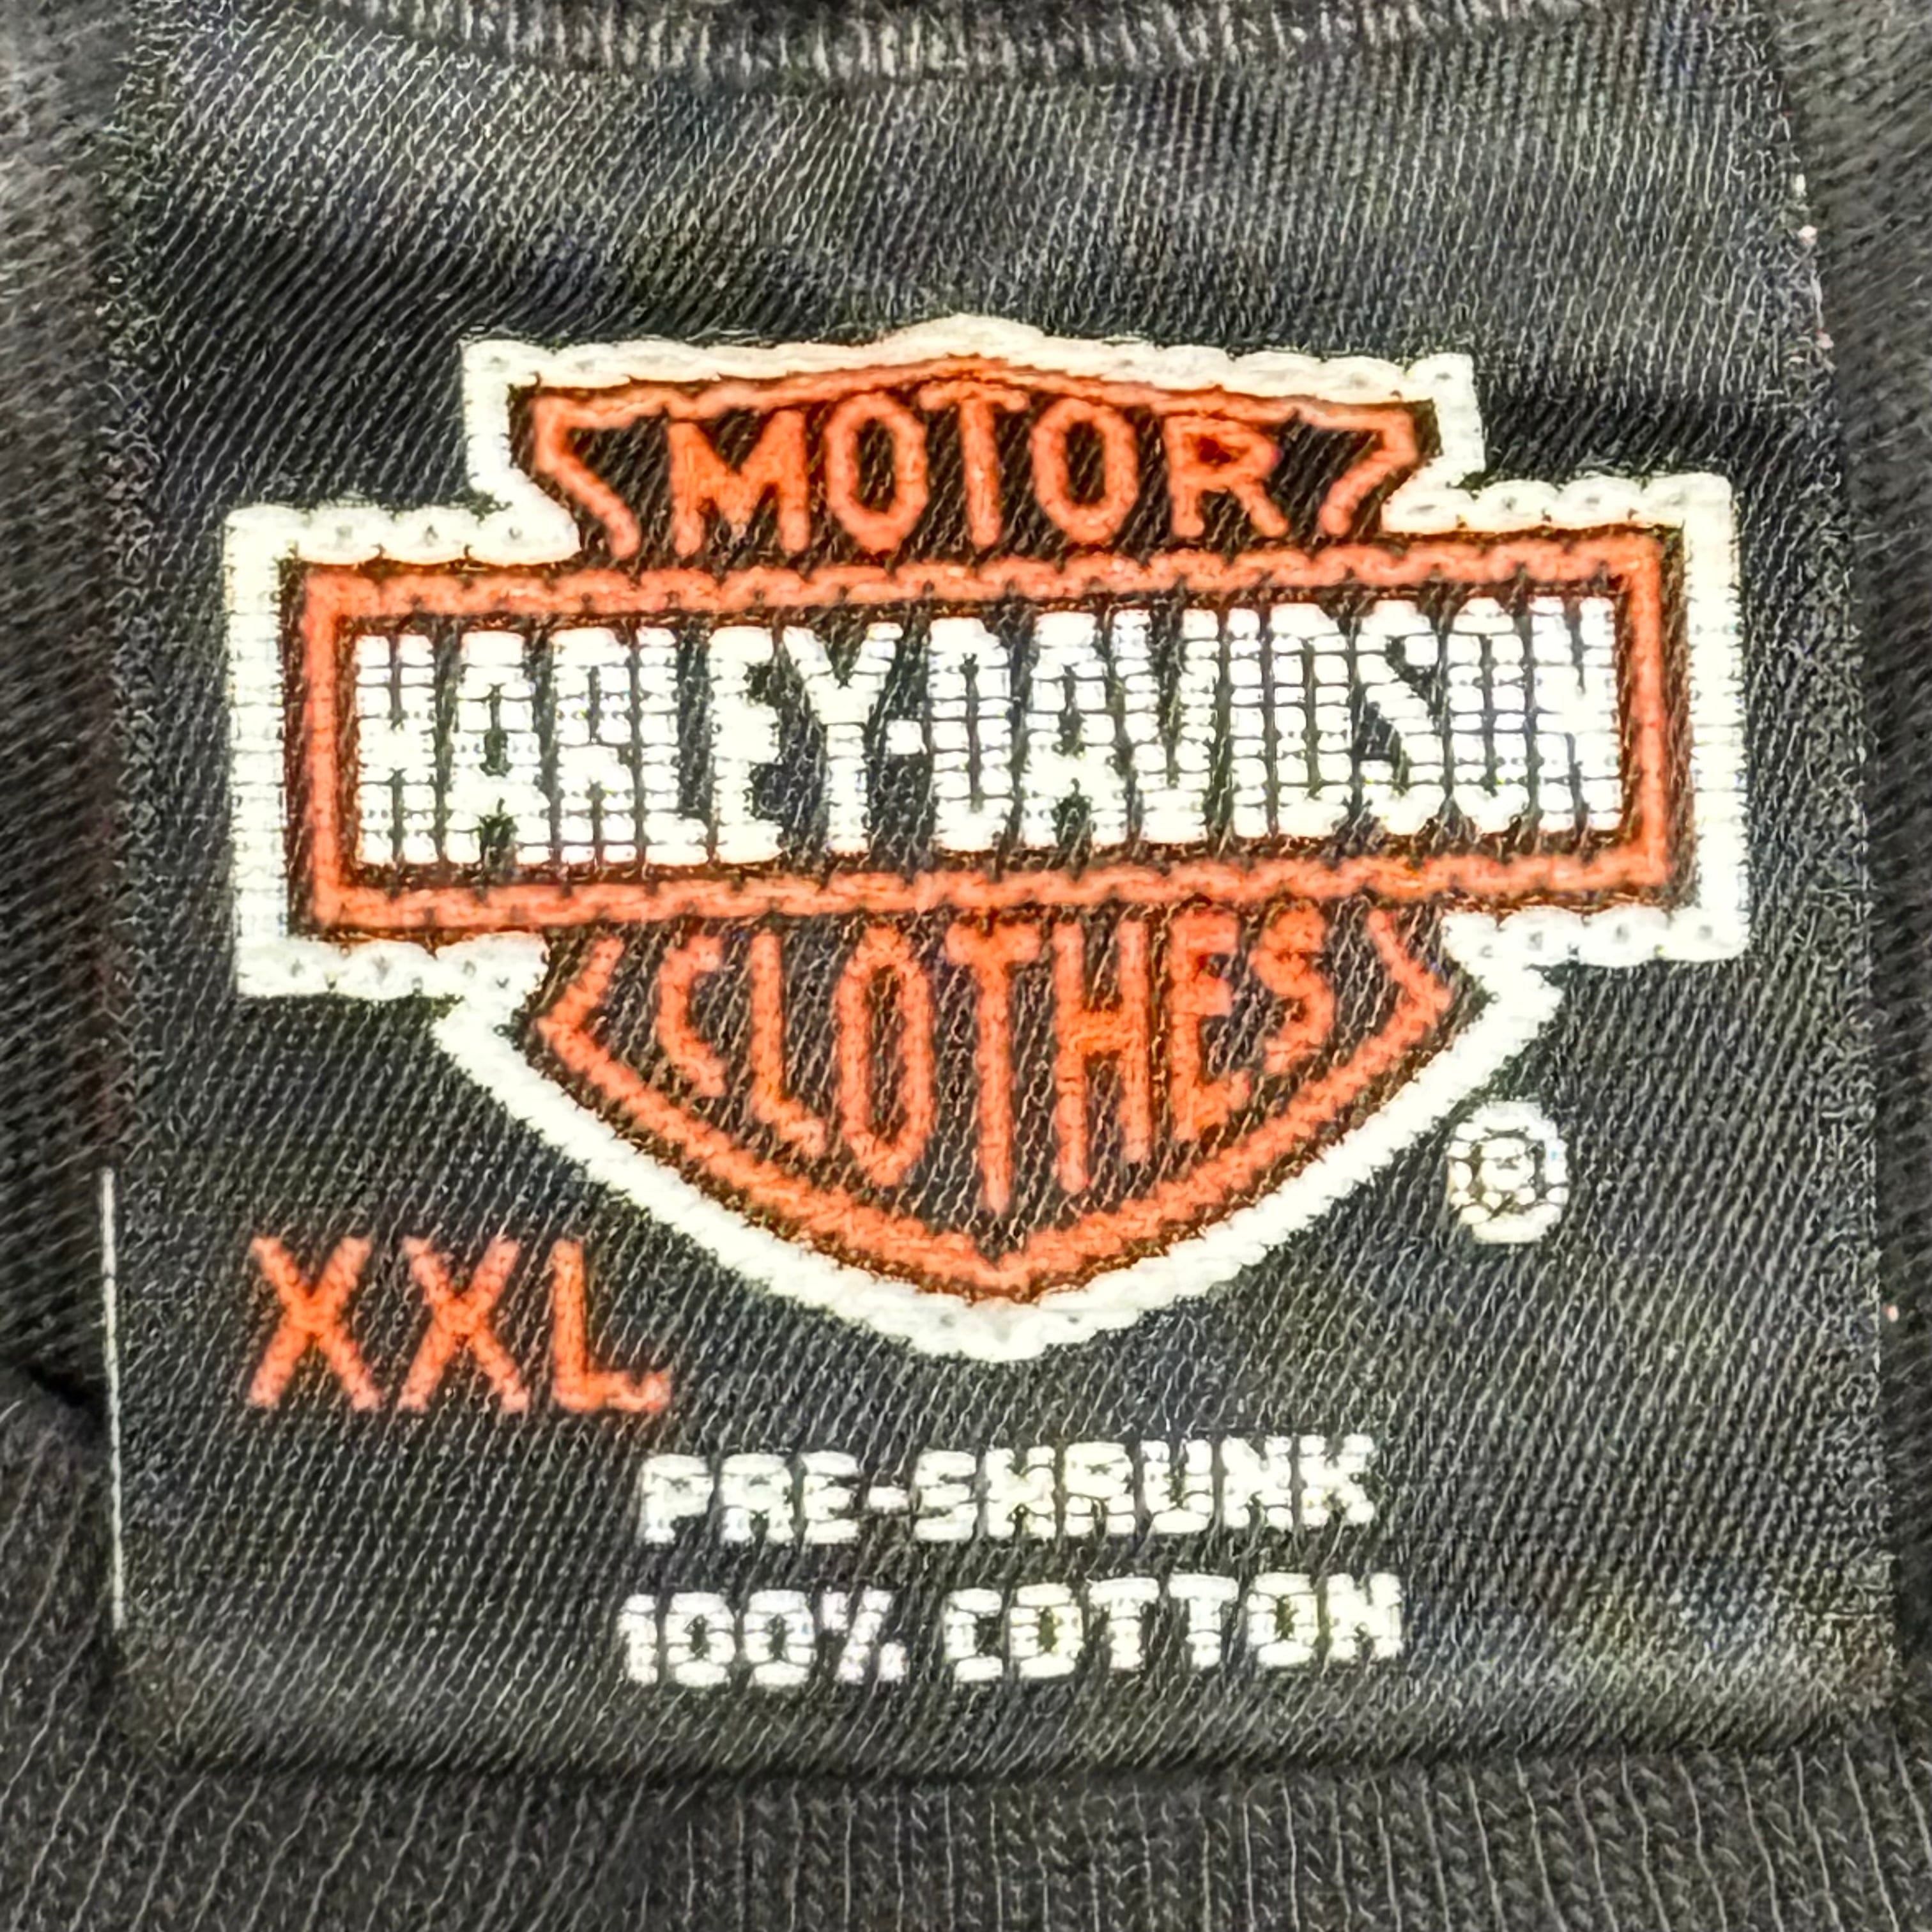 MOTOR
HARLEY-DAVIDSON
CLOTHES
®
XXL
PRE-SHRUNK
100% COTTON